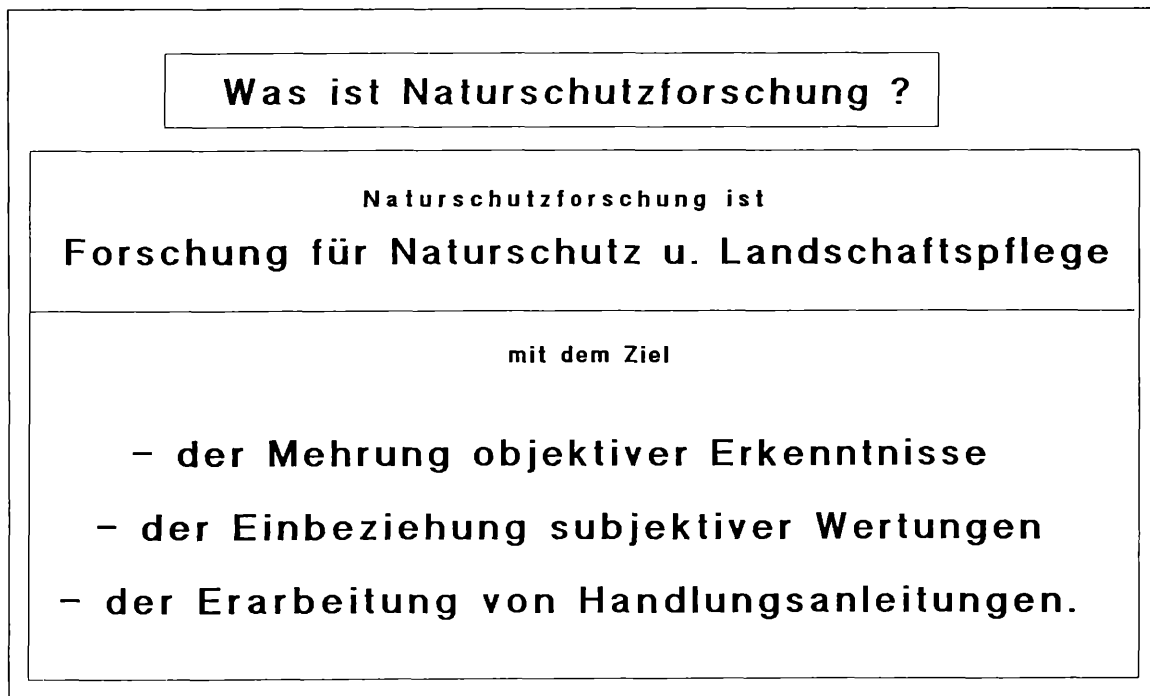 Was ist Naturschutzforschung ?
Naturschutzforschung ist
Forschung für Naturschutz u. Landschaftspflege
mit dem Ziel
– der Mehrung objektiver Erkenntnisse
– der Einbeziehung subjektiver Wertungen
– der Erarbeitung von Handlungsanleitungen.